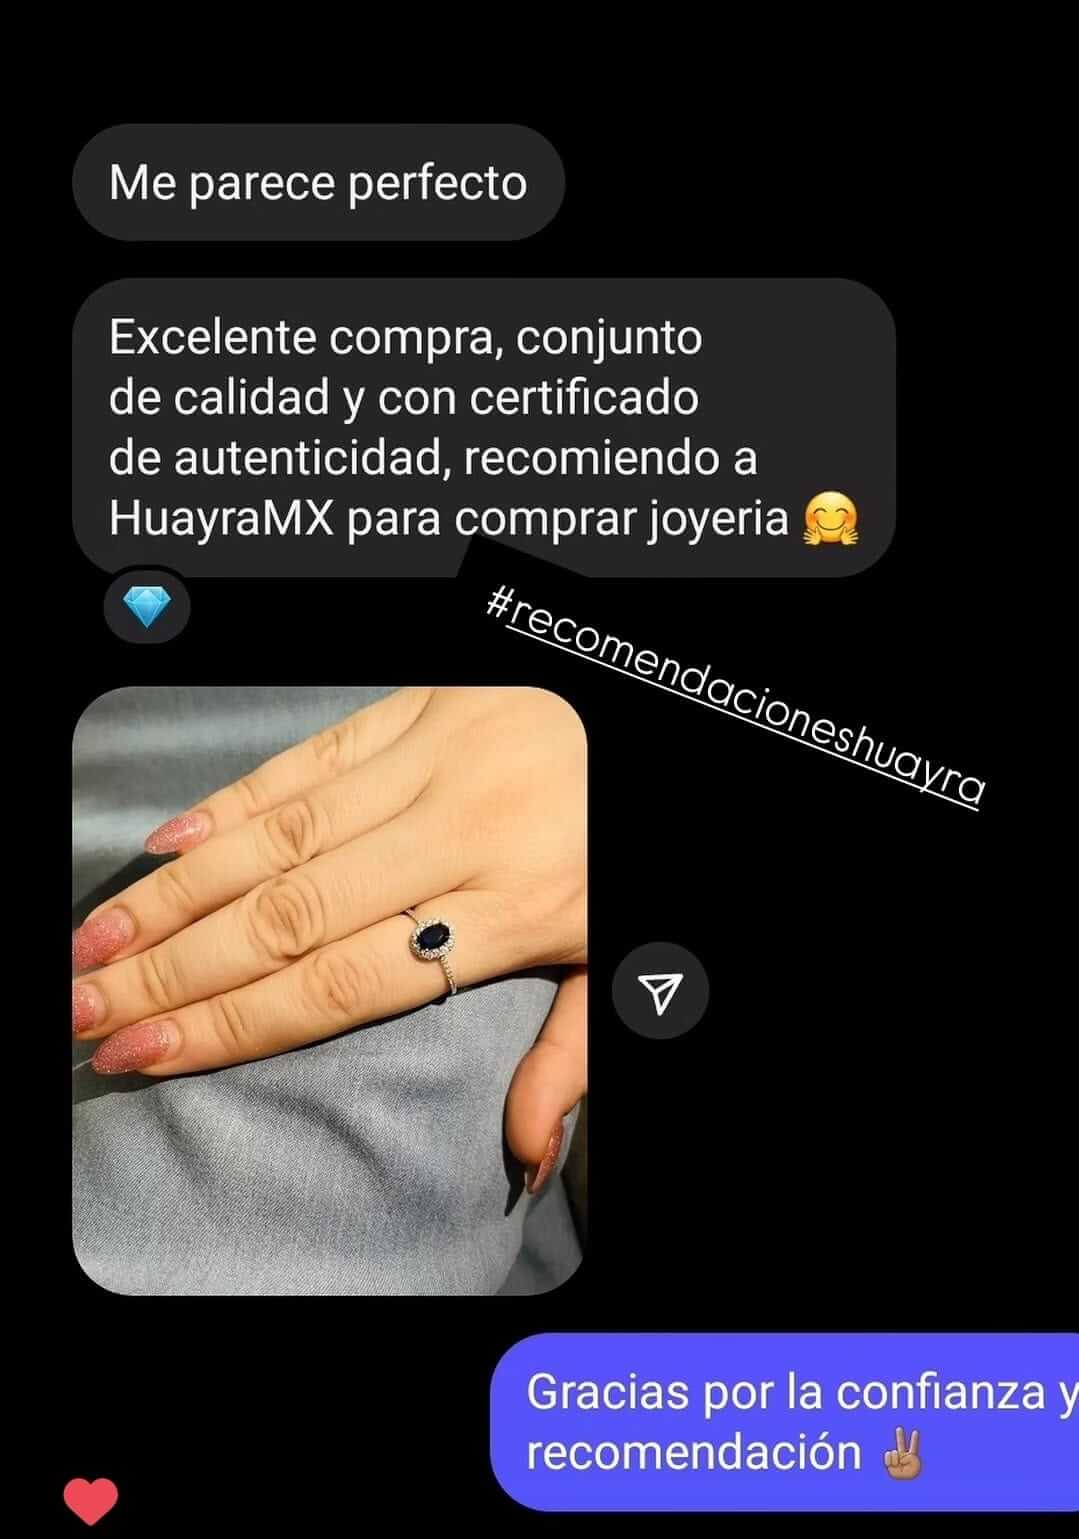 Me parece perfecto
Excelente compra, conjunto
de calidad y con certificado
de autenticidad, recomiendo a
HuayraMX para comprar joyeria 🤗
#recomendacioneshuayra
Gracias por la confianza y
recomendación ✌🏽